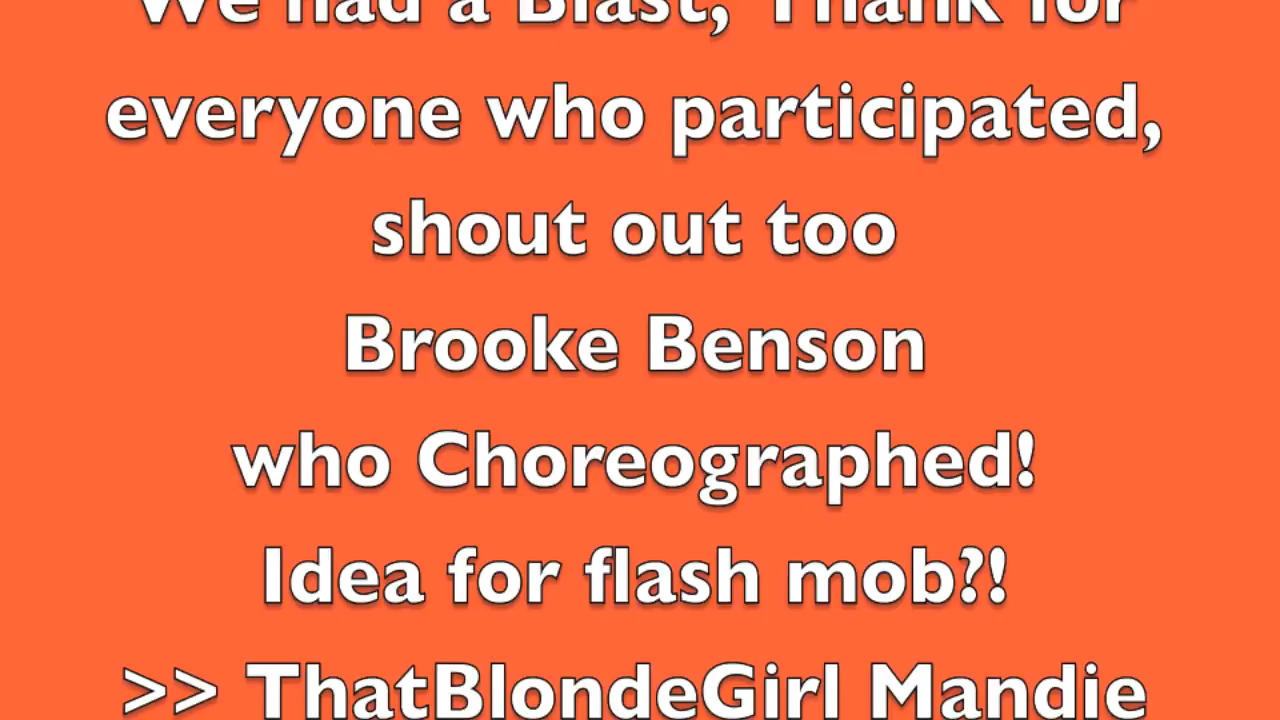 We had a Blast, Thank for
everyone who participated,
shout out too
Brooke Benson
who Choreographed!
Idea for flash mob?!
>> ThatBlondeGirl Mandie